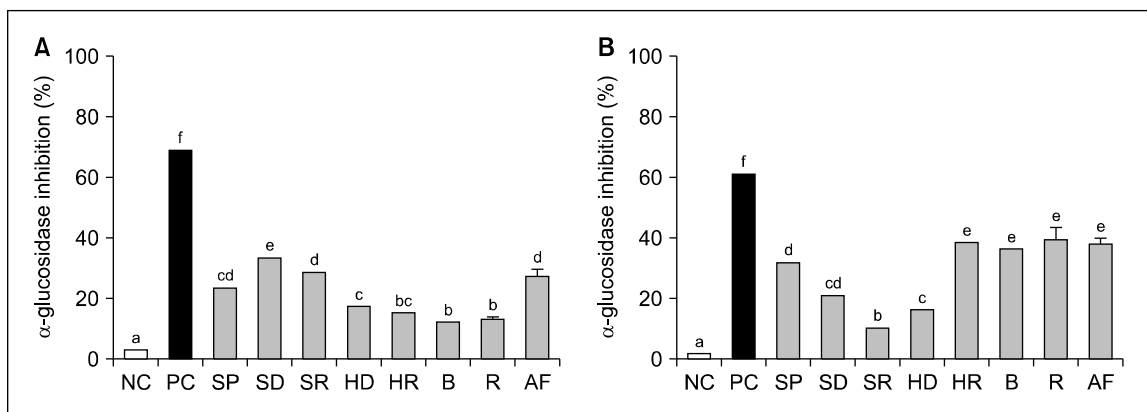 A
α-glucosidase inhibition (%)
100
80
60
40
20
0
a
f
cd
e
d
c
bc
b
b
d
NC PC SP SD SR HD HR B R AF
B
α-glucosidase inhibition (%)
100
80
60
40
20
0
a
f
d
cd
b
c
e
e
e
e
NC PC SP SD SR HD HR B R AF